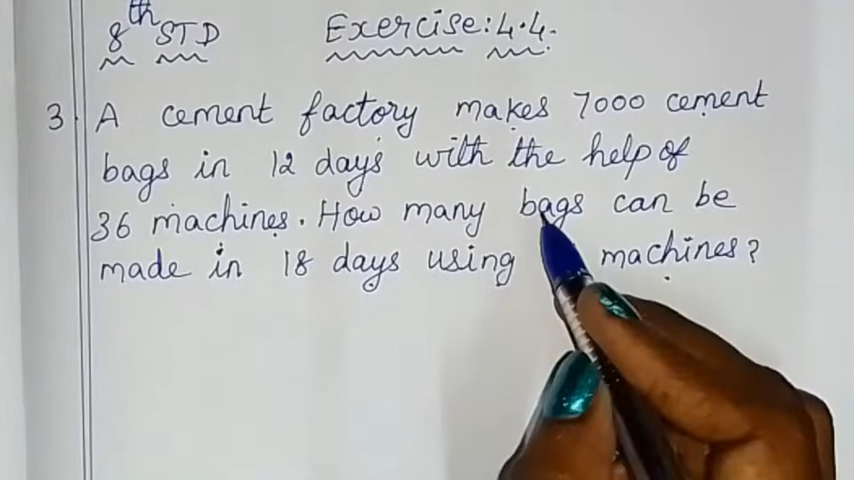 8th STD Exercise: 4.4.
3. A cement factory makes 7000 cement
bags in 12 days with the help of
36 machines. How many bags can be
made in 18 days using machines?